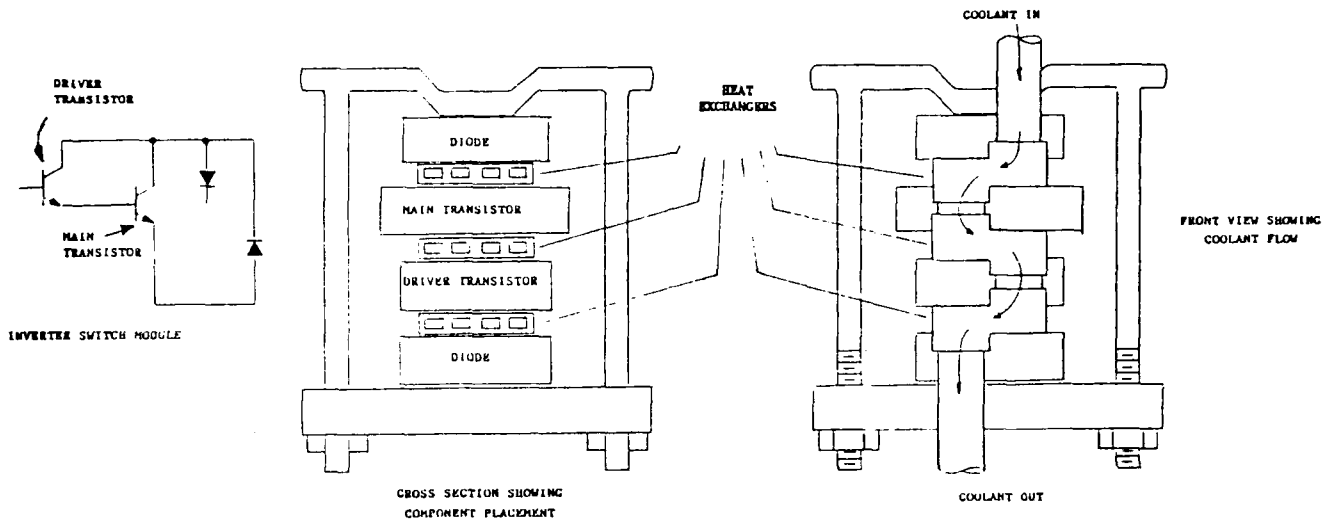 DRIVER
TRANSISTOR
MAIN
TRANSISTOR
INVERTER SWITCH MODULE
DIODE
MAIN TRANSISTOR
DRIVER TRANSISTOR
DIODE
CROSS SECTION SHOWING
COMPONENT PLACEMENT
HEAT
EXCHANGERS
COOLANT IN
FRONT VIEW SHOWING
COOLANT FLOW
COOLANT OUT